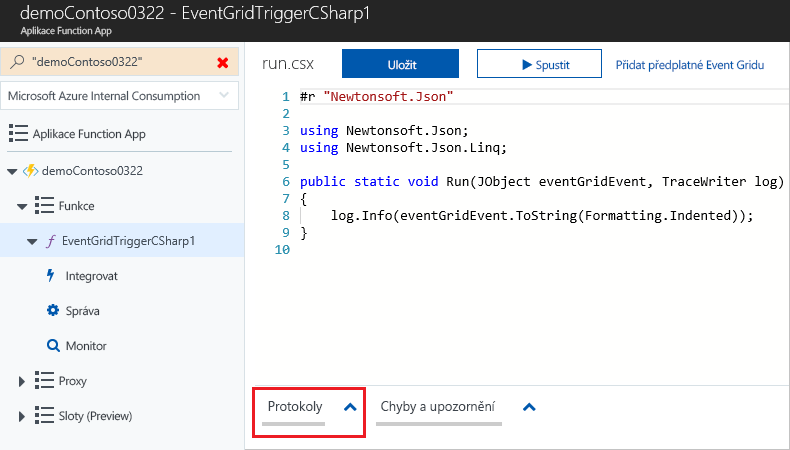 demoContoso0322 - EventGridTriggerCSharp1
Aplikace Function App
"demoContoso0322"
Microsoft Azure Internal Consumption
Aplikace Function App
demoContoso0322
Funkce
EventGridTriggerCSharp1
Integrovat
Správa
Monitor
Proxy
Sloty (Preview)
run.csx Uložit Spustit Přidat předplatné Event Gridu
1 #r "Newtonsoft.Json"
2
3 using Newtonsoft.Json;
4 using Newtonsoft.Json.Linq;
5
6 public static void Run(JObject eventGridEvent, TraceWriter log)
7 {
8     log.Info(eventGridEvent.ToString(Formatting.Indented));
9 }
10
Protokoly Chyby a upozornění